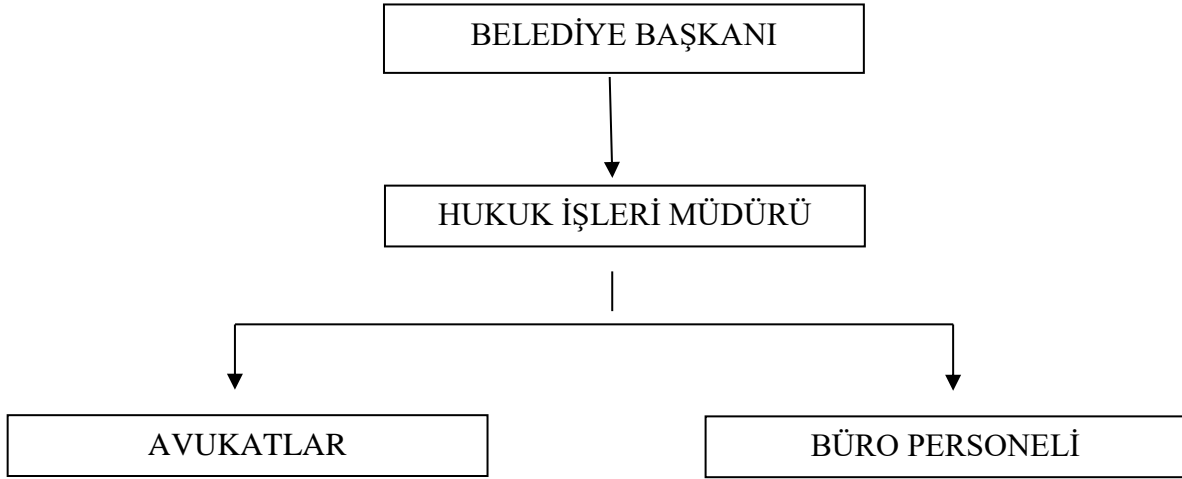 BELEDİYE BAŞKANI
HUKUK İŞLERİ MÜDÜRÜ
AVUKATLAR
BÜRO PERSONELİ